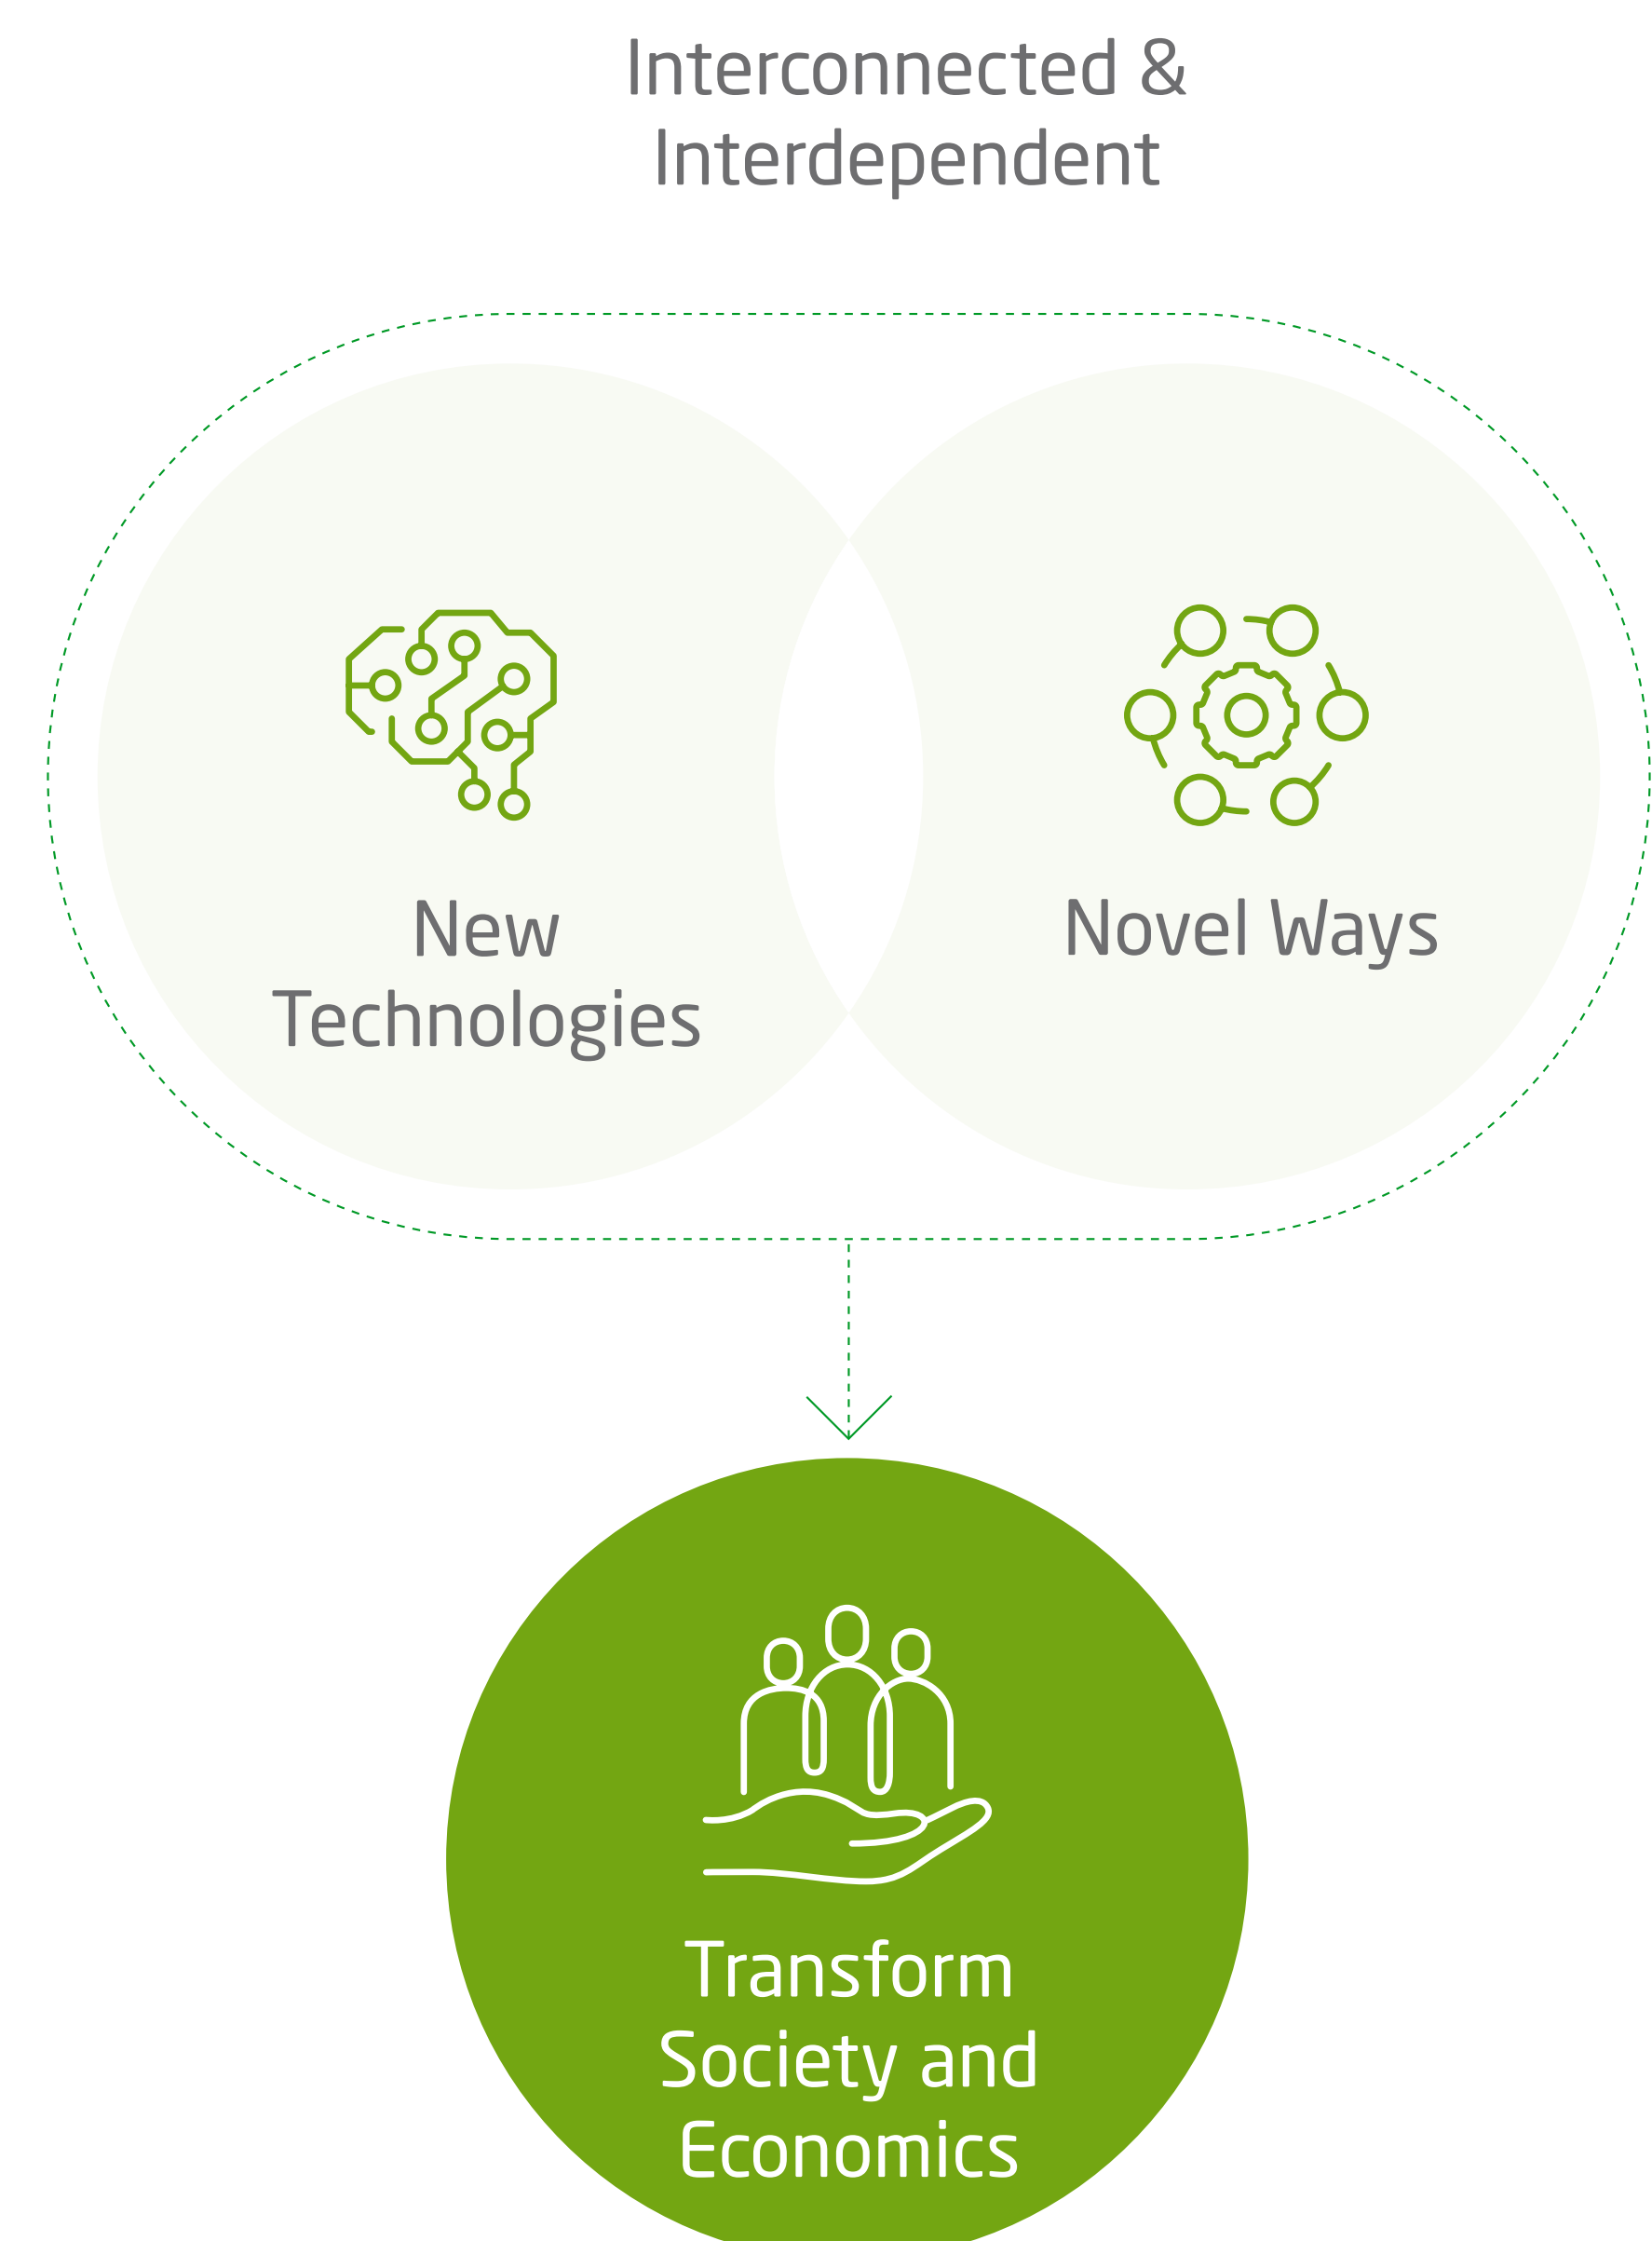 Interconnected &
Interdependent
New
Technologies
Novel Ways
Transform
Society and
Economics